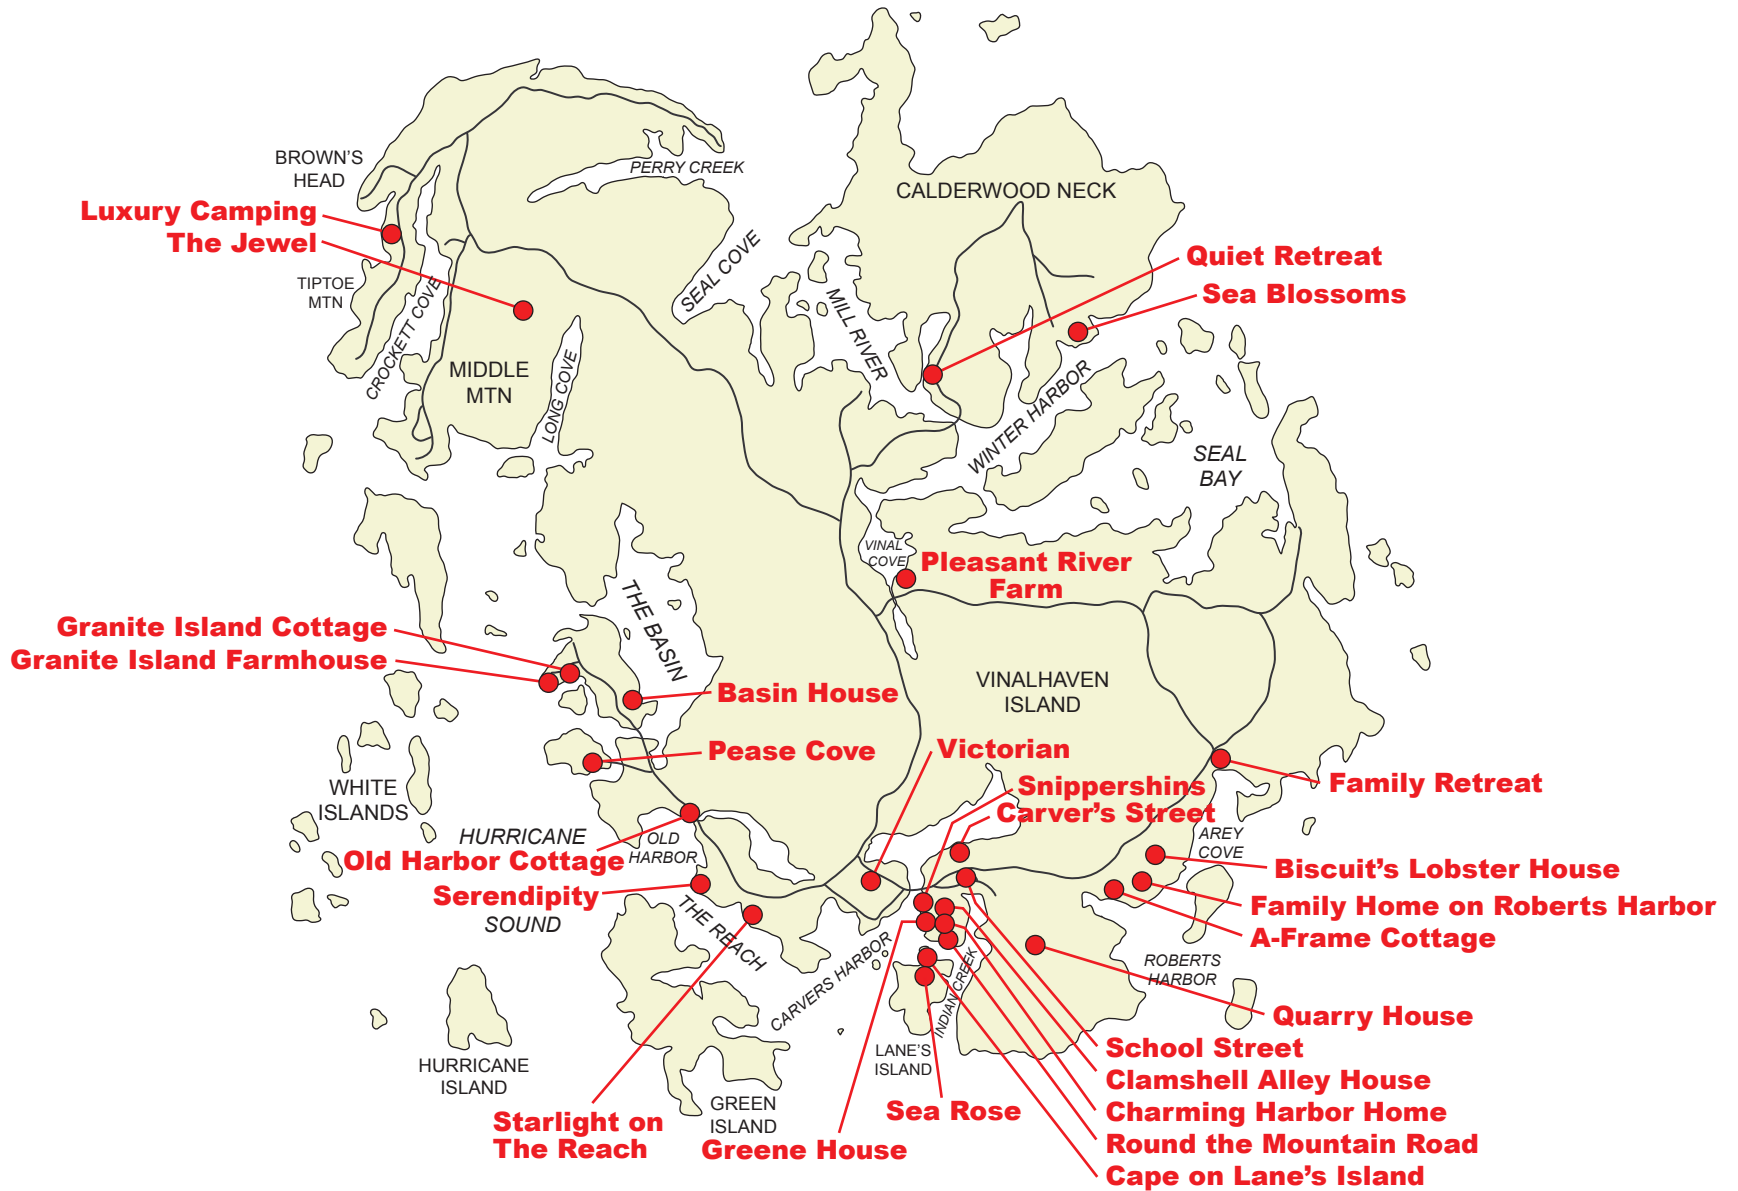 BROWN'S
HEAD
PERRY CREEK
CALDERWOOD NECK
Luxury Camping
The Jewel
SEAL COVE
Quiet Retreat
Sea Blossoms
TIPTOE
MTN
CROCKETT COVE
MILL RIVER
MIDDLE
MTN
LONG COVE
WINTER HARBOR
SEAL
BAY
VINAL
COVE
Pleasant River
Farm
THE BASIN
Granite Island Cottage
Granite Island Farmhouse
Basin House
VINALHAVEN
ISLAND
Pease Cove
Victorian
WHITE
ISLANDS
Snippershins
Carver's Street
Family Retreat
HURRICANE
SOUND
OLD
HARBOR
AREY
COVE
Old Harbor Cottage
Biscuit's Lobster House
Serendipity
THE REACH
Family Home on Roberts Harbor
A-Frame Cottage
CARVERS HARBOR
INDIAN CREEK
ROBERTS
HARBOR
Quarry House
HURRICANE
ISLAND
LANE'S
ISLAND
School Street
Clamshell Alley House
GREEN
ISLAND
Sea Rose
Charming Harbor Home
Starlight on
The Reach
Greene House
Round the Mountain Road
Cape on Lane's Island